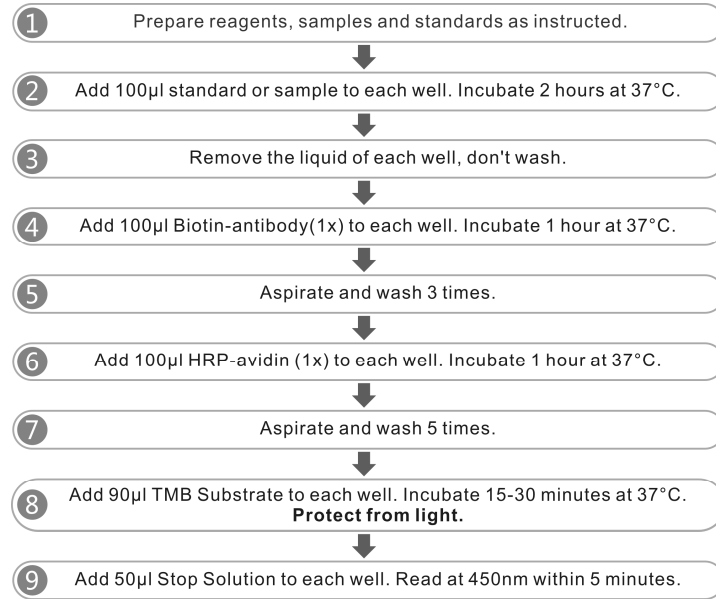 1 Prepare reagents, samples and standards as instructed.
2 Add 100μl standard or sample to each well. Incubate 2 hours at 37°C.
3 Remove the liquid of each well, don't wash.
4 Add 100μl Biotin-antibody(1x) to each well. Incubate 1 hour at 37°C.
5 Aspirate and wash 3 times.
6 Add 100μl HRP-avidin (1x) to each well. Incubate 1 hour at 37°C.
7 Aspirate and wash 5 times.
8 Add 90μl TMB Substrate to each well. Incubate 15-30 minutes at 37°C.
Protect from light.
9 Add 50μl Stop Solution to each well. Read at 450nm within 5 minutes.